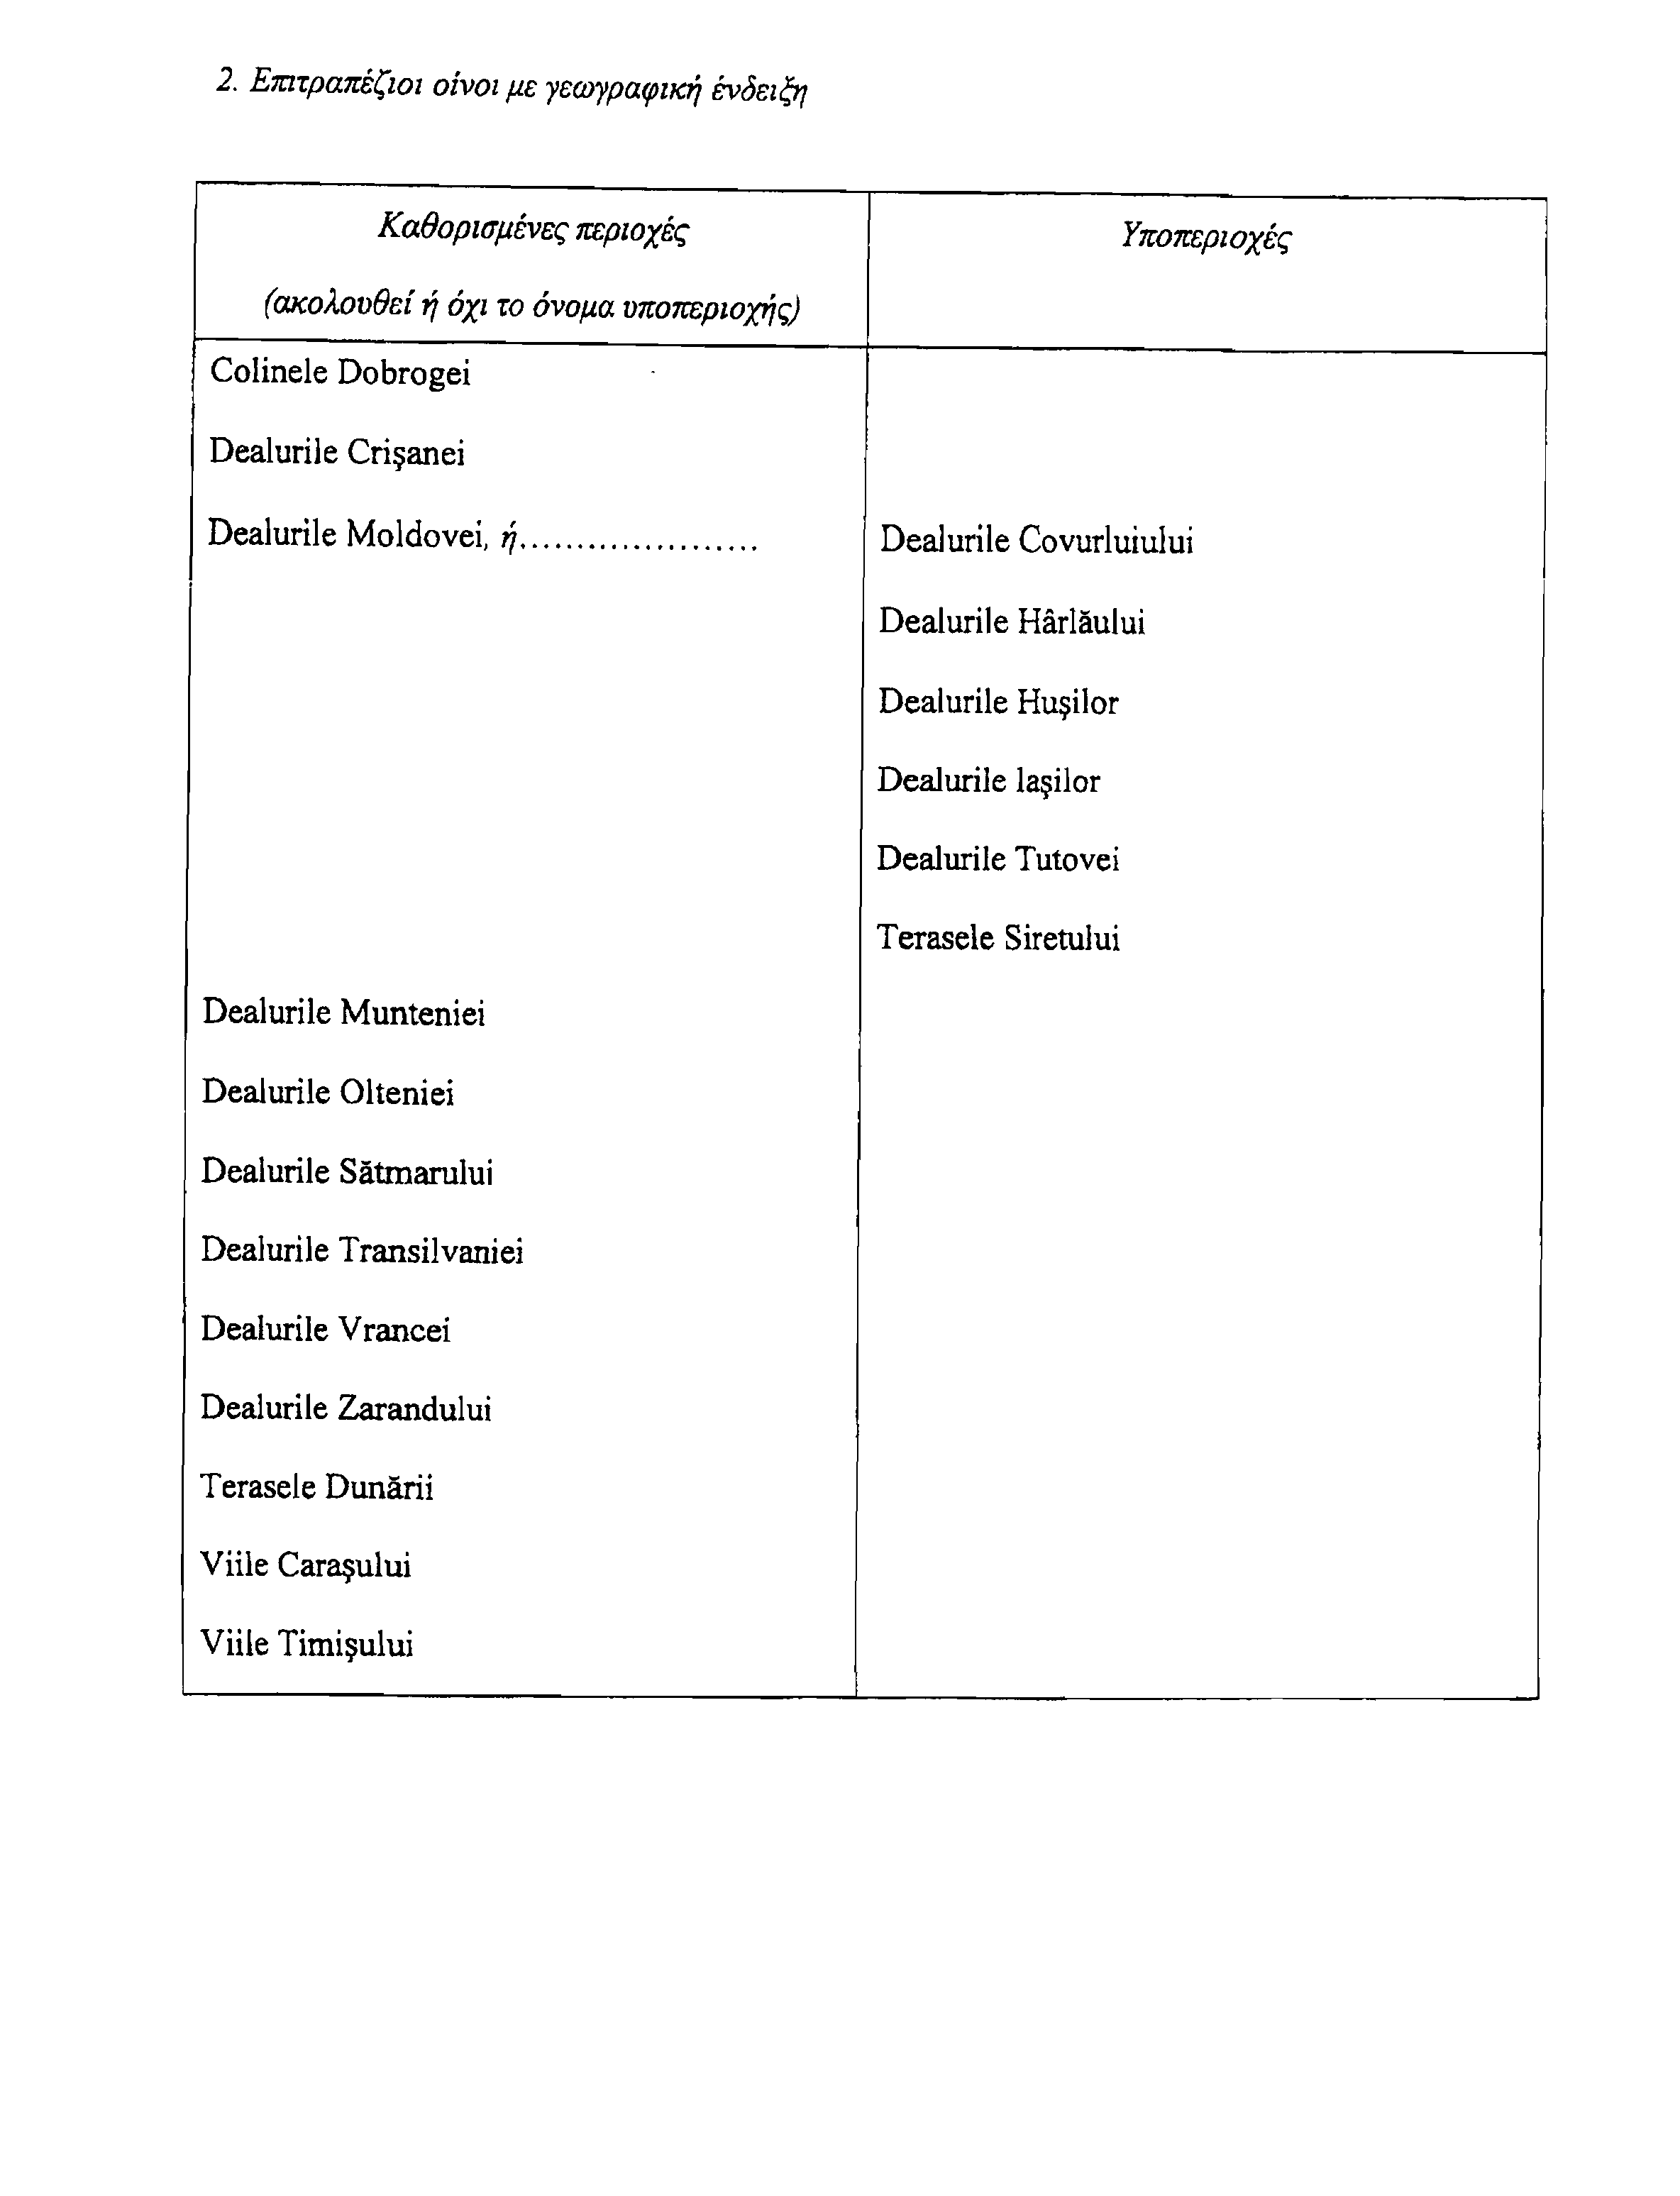 2. Επιτραπέζιοι οίνοι με γεωγραφική ένδειξη
Καθορισμένες περιοχές
(ακολουθεί ή όχι το όνομα υποπεριοχής)
Υποπεριοχές
Colinele Dobrogei
Dealurile Crişanei
Dealurile Moldovei, ή.....................
Dealurile Covurluiului
Dealurile Hârlăului
Dealurile Huşilor
Dealurile laşilor
Dealurile Tutovei
Terasele Siretului
Dealurile Munteniei
Dealurile Olteniei
Dealurile Sătmarului
Dealurile Transilvaniei
Dealurile Vrancei
Dealurile Zarandului
Terasele Dunării
Viile Caraşului
Viile Timişului